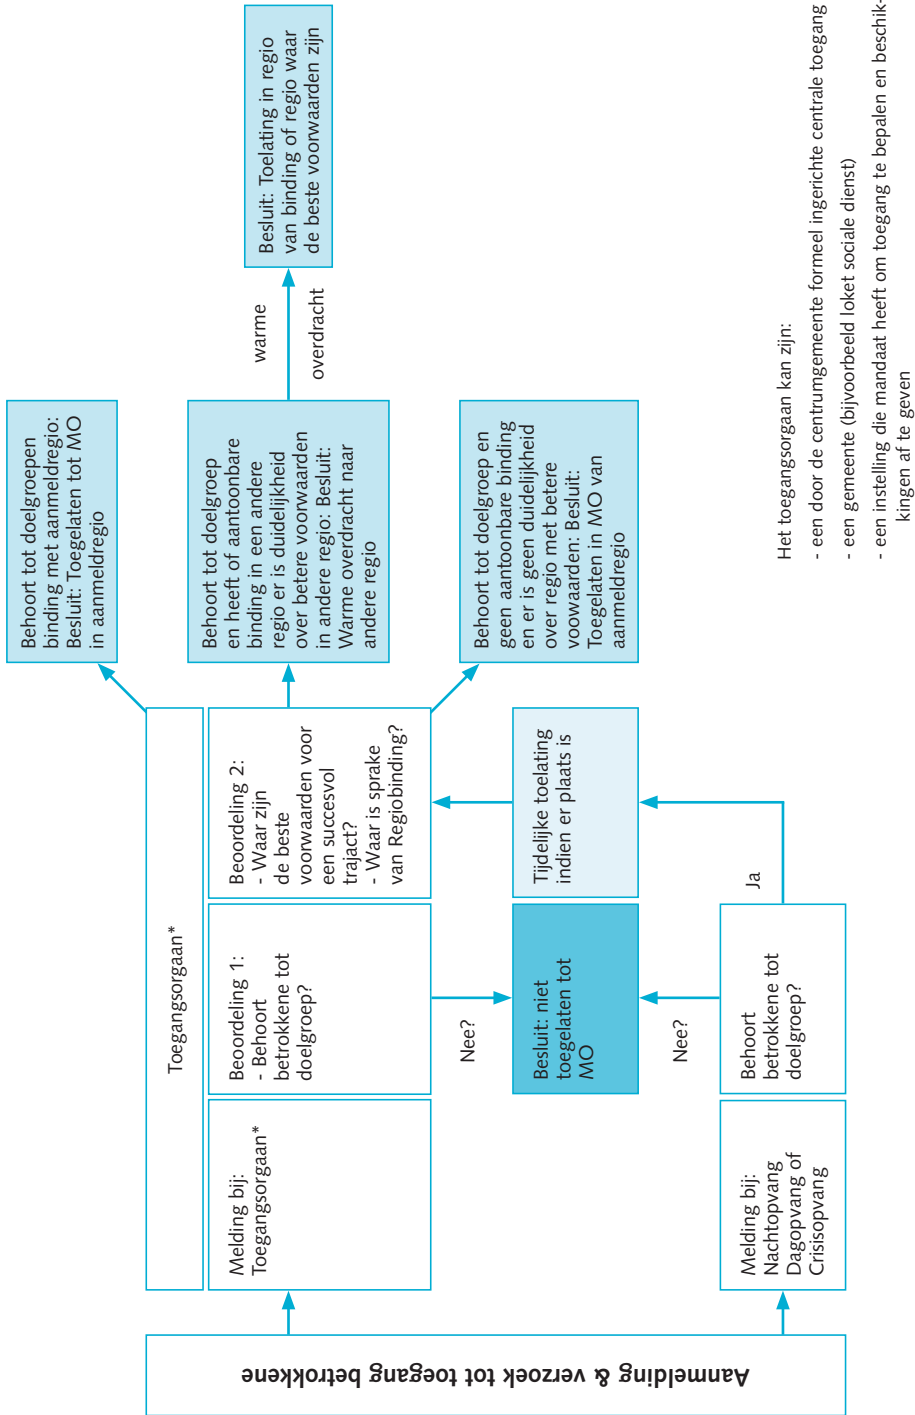 Aanmelding & verzoek tot toegang betrokkene
Toegangsorgaan*
Melding bij:
Toegangsorgaan*
Beoordeling 1:
- Behoort
betrokkene tot
doelgroep?
Beoordeling 2:
- Waar zijn
de beste
voorwaarden voor
een succesvol
trajact?
- Waar is sprake
van Regiobinding?
Nee?
Besluit: niet
toegelaten tot
MO
Tijdelijke toelating
indien er plaats is
Nee?
Ja
Melding bij:
Nachtopvang
Dagopvang of
Crisisopvang
Behoort
betrokkene tot
doelgroep?
Behoort tot doelgroepen
binding met aanmeldregio:
Besluit: Toegelaten tot MO
in aanmeldregio
Behoort tot doelgroep
en heeft of aantoonbare
binding in een andere
regio er is duidelijkheid
over betere voorwaarden
in andere regio: Besluit:
Warme overdracht naar
andere regio
Behoort tot doelgroep en
geen aantoonbare binding
en er is geen duidelijkheid
over regio met betere
voowaarden: Besluit:
Toegelaten in MO van
aanmeldregio
warme
overdracht
Besluit: Toelating in regio
van binding of regio waar
de beste voorwaarden zijn
Het toegangsorgaan kan zijn:
- een door de centrumgemeente formeel ingerichte centrale toegang
- een gemeente (bijvoorbeeld loket sociale dienst)
- een instelling die mandaat heeft om toegang te bepalen en beschik-
kingen af te geven